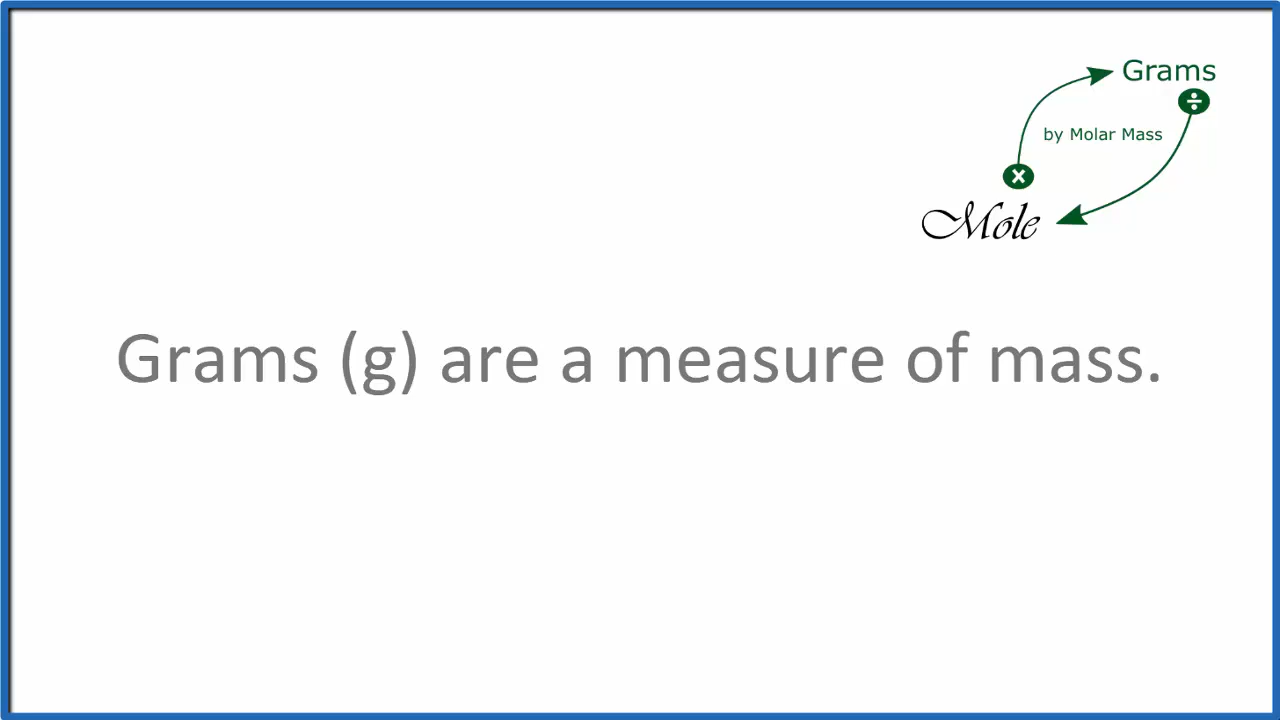 Grams
÷
by Molar Mass
×
Mole
Grams (g) are a measure of mass.